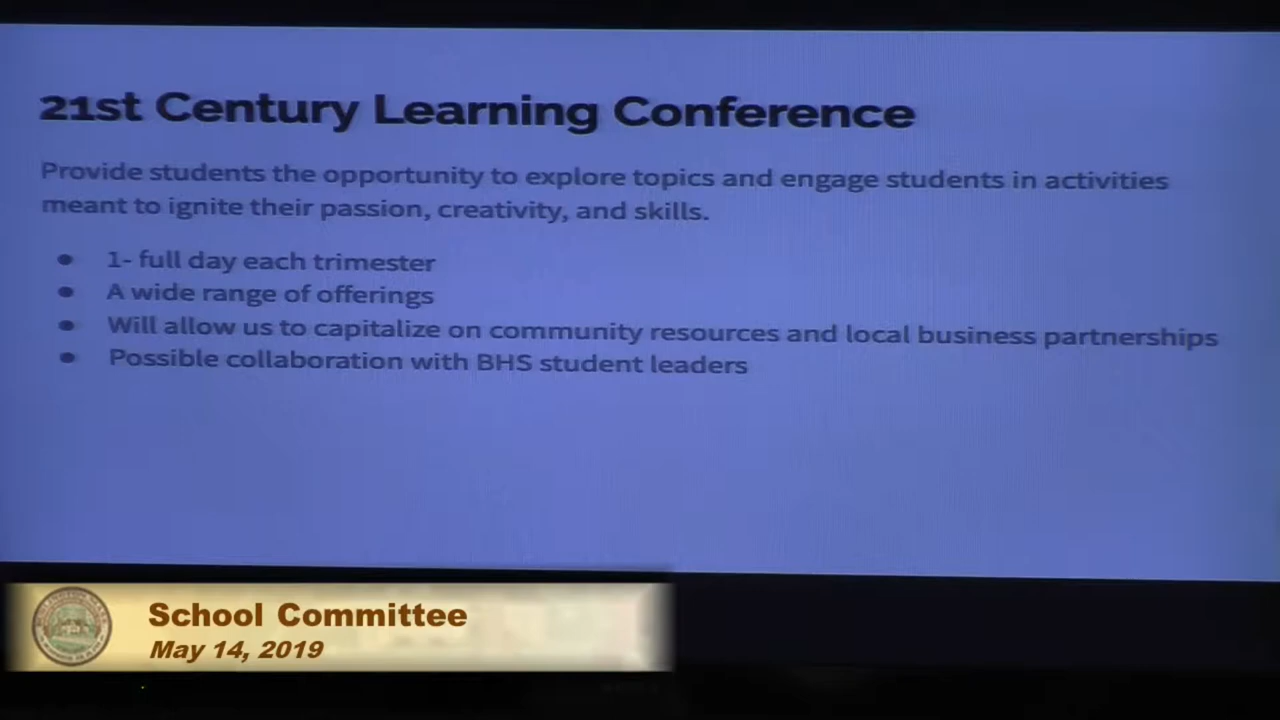 21st Century Learning Conference
Provide students the opportunity to explore topics and engage students in activities
meant to ignite their passion, creativity, and skills.
1- full day each trimester
A wide range of offerings
Will allow us to capitalize on community resources and local business partnerships
Possible collaboration with BHS student leaders
School Committee
May 14, 2019